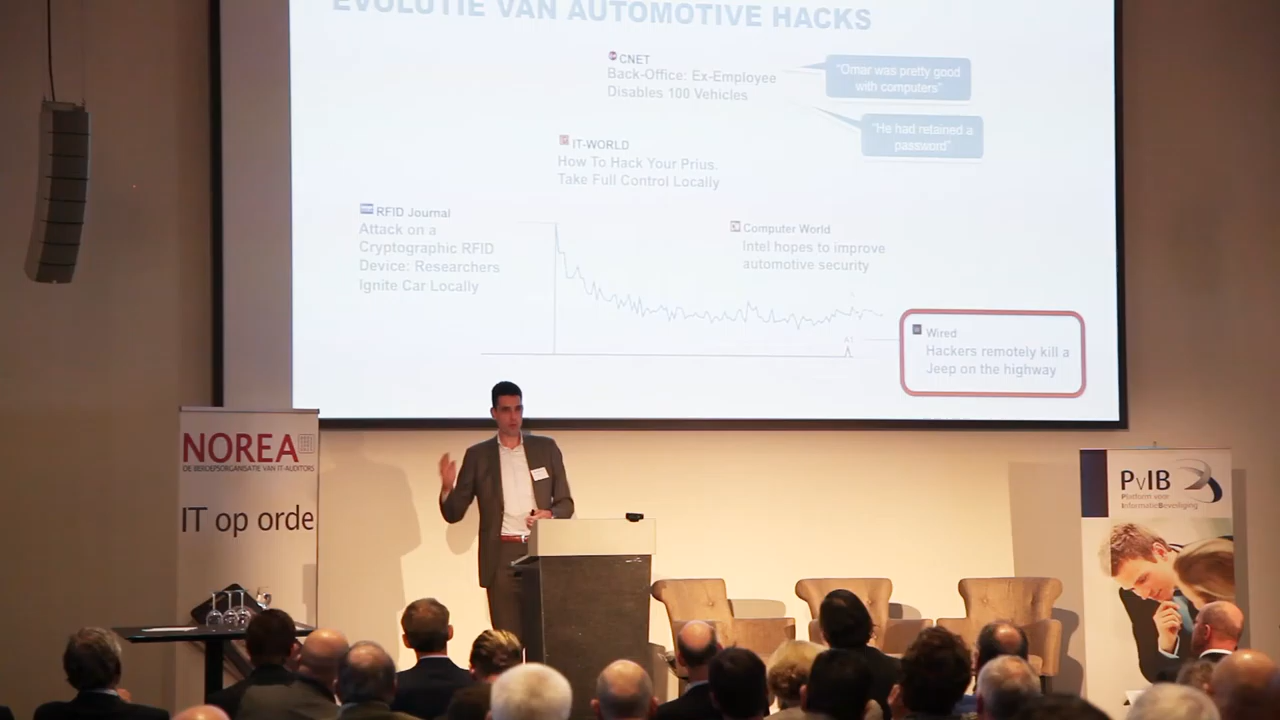 EVOLUTIE VAN AUTOMOTIVE HACKS
CNET
Back-Office: Ex-Employee
Disables 100 Vehicles
"Omar was pretty good
with computers"
"He had retained a
password"
IT-WORLD
How To Hack Your Prius.
Take Full Control Locally
RFID Journal
Attack on a
Cryptographic RFID
Device: Researchers
Ignite Car Locally
Computer World
Intel hopes to improve
automotive security
Wired
Hackers remotely kill a
Jeep on the highway
NOREA
DE BEROEPSORGANISATIE VAN IT-AUDITORS
IT op orde
PvIB
Platform voor
InformatieBeveiliging